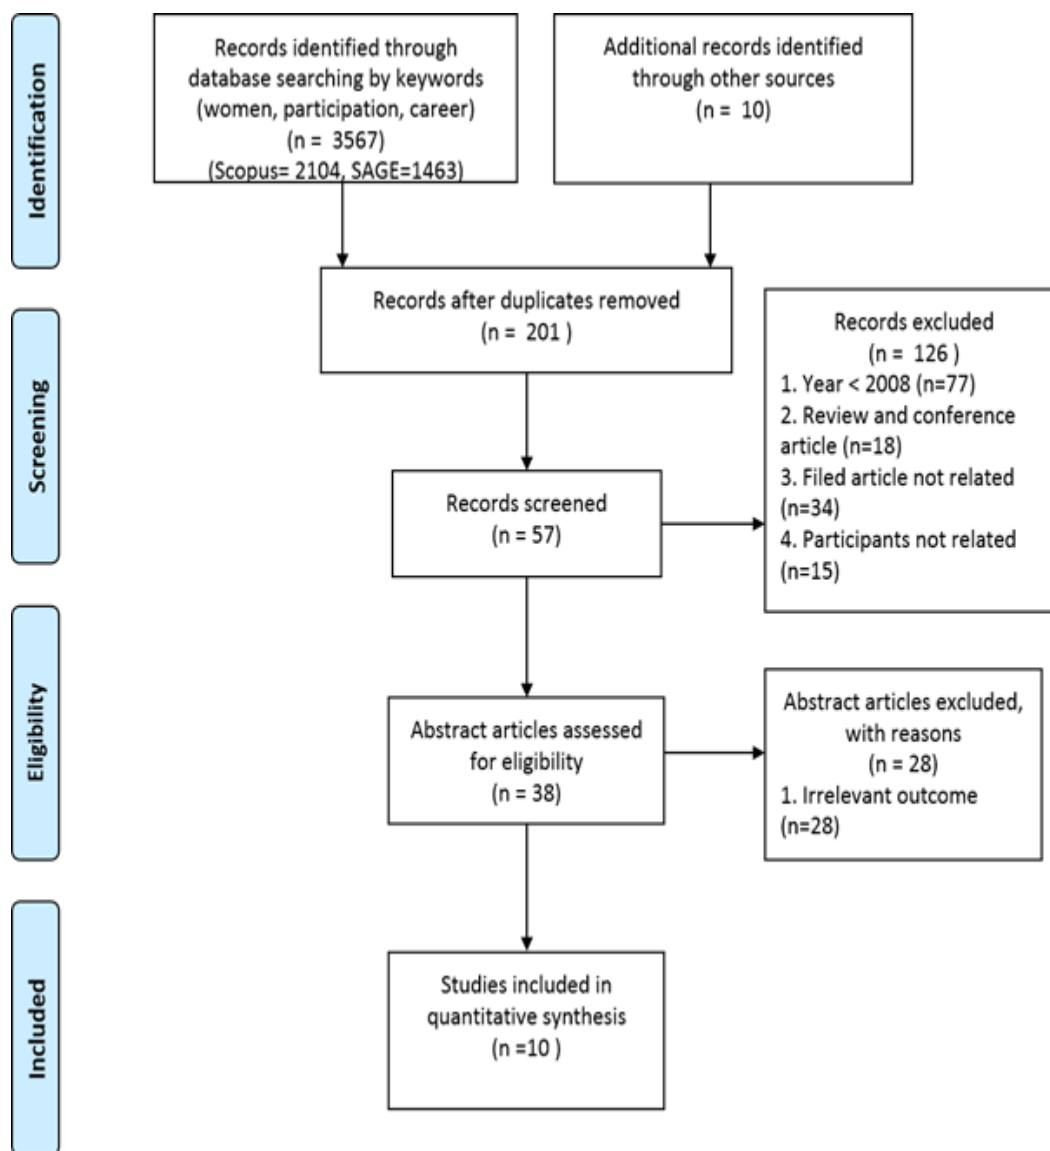 Identification
Records identified through
database searching by keywords
(women, participation, career)
(n = 3567)
(Scopus= 2104, SAGE=1463)
Additional records identified
through other sources
(n = 10)
Screening
Records after duplicates removed
(n = 201 )
Records excluded
(n = 126 )
1. Year < 2008 (n=77)
2. Review and conference
article (n=18)
3. Filed article not related
(n=34)
4. Participants not related
(n=15)
Records screened
(n = 57)
Eligibility
Abstract articles assessed
for eligibility
(n = 38)
Abstract articles excluded,
with reasons
(n = 28)
1. Irrelevant outcome
(n=28)
Included
Studies included in
quantitative synthesis
(n =10 )